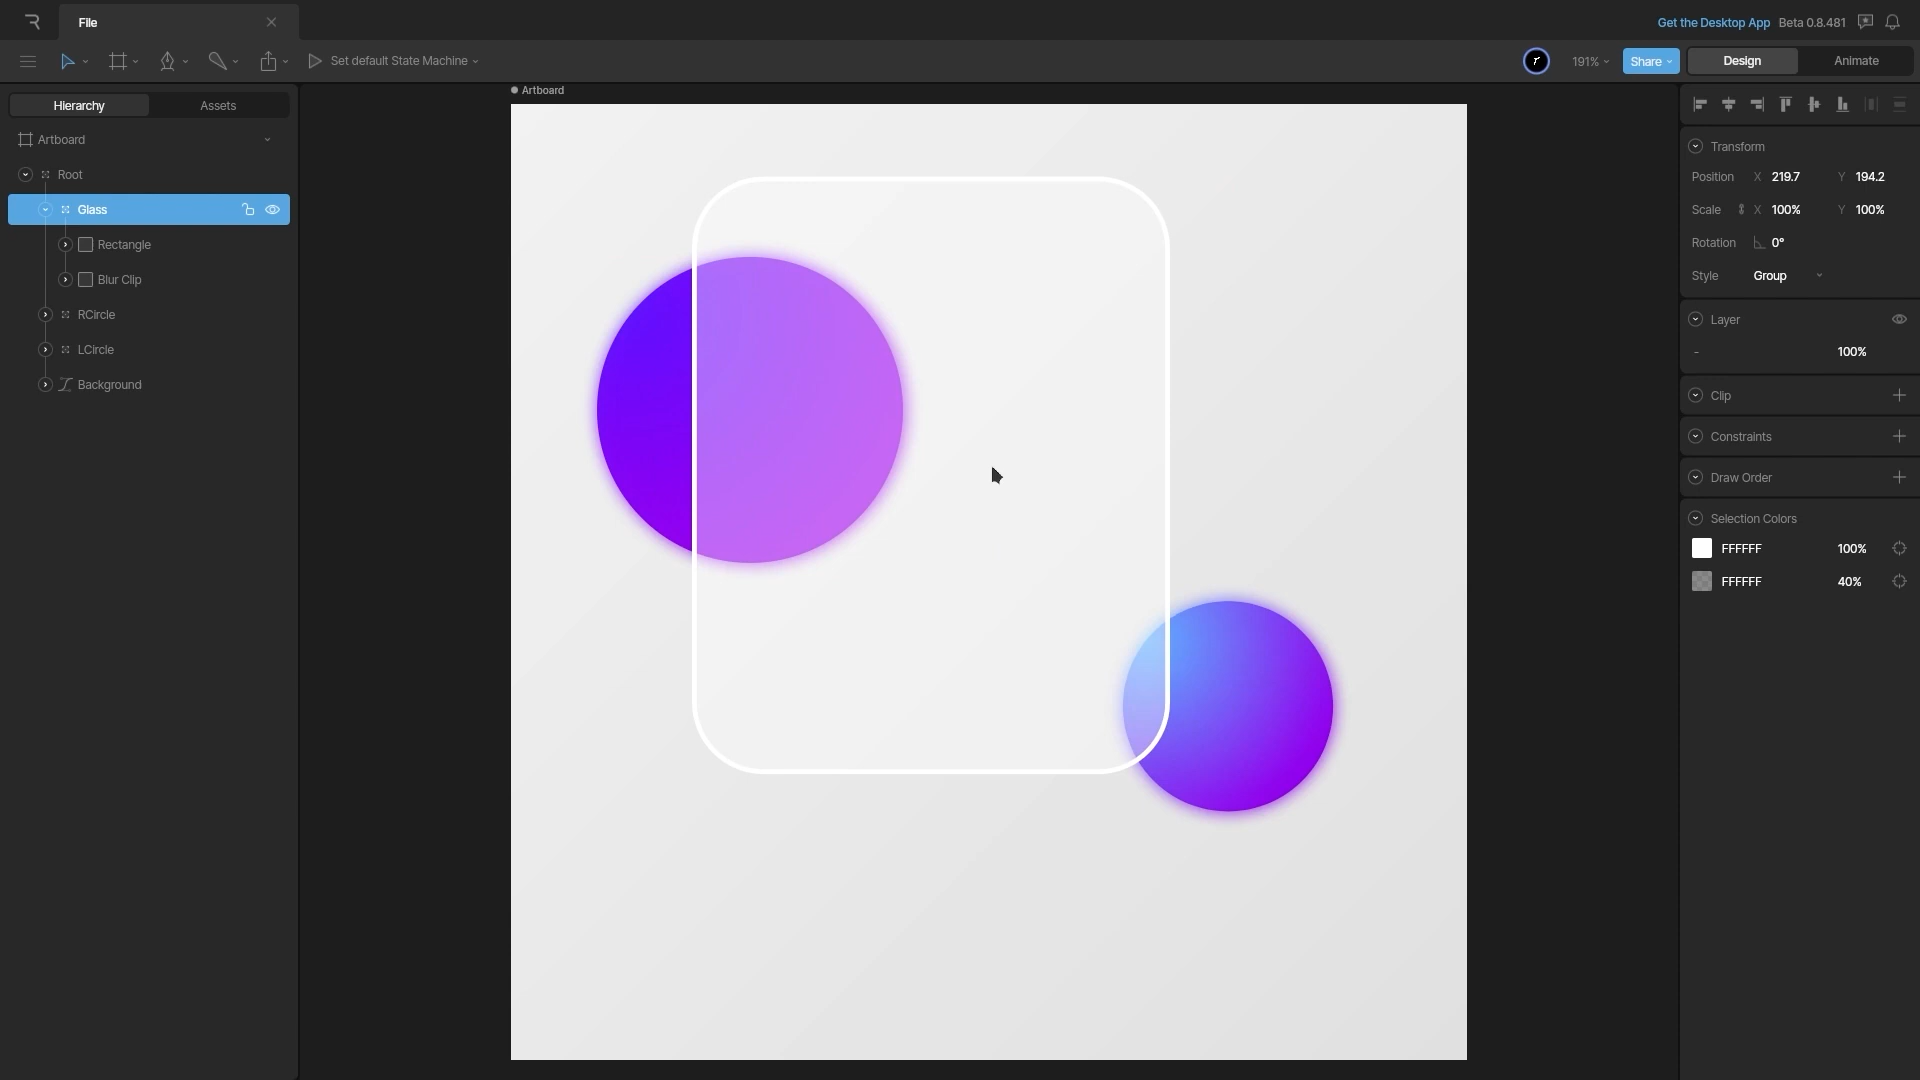 File
Get the Desktop App Beta 0.8.481
Set default State Machine
191% Share Design Animate
Hierarchy Assets
Artboard
Root
Glass
Rectangle
Blur Clip
RCircle
LCircle
Background
Artboard
Transform
Position X 219.7 Y 194.2
Scale X 100% Y 100%
Rotation 0°
Style Group
Layer
- 100%
Clip
Constraints
Draw Order
Selection Colors
FFFFFF 100%
FFFFFF 40%